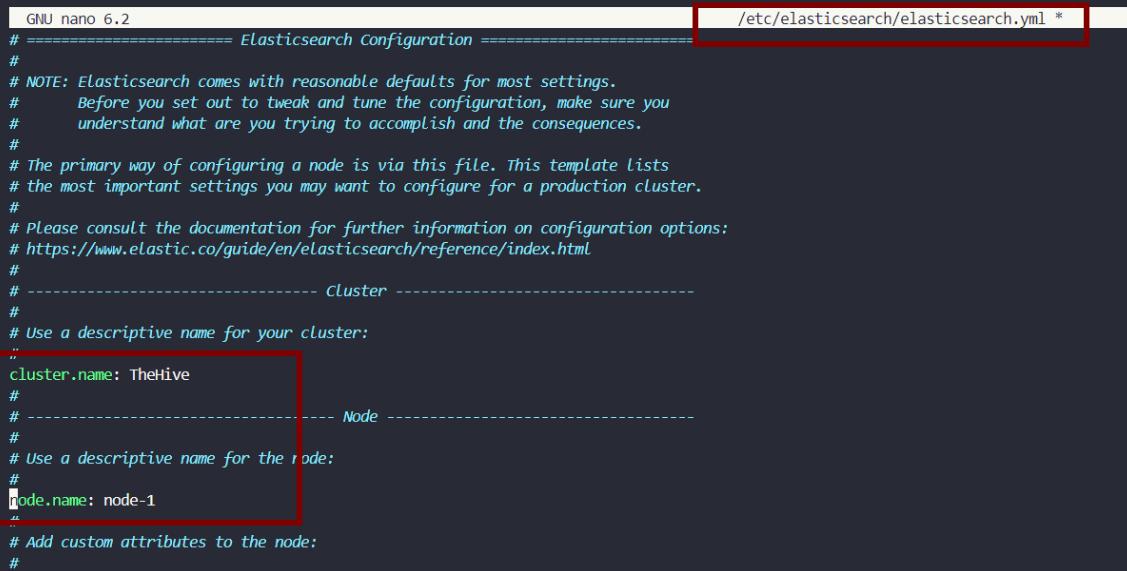 GNU nano 6.2 /etc/elasticsearch/elasticsearch.yml *
# ======================== Elasticsearch Configuration =========================
#
# NOTE: Elasticsearch comes with reasonable defaults for most settings.
#       Before you set out to tweak and tune the configuration, make sure you
#       understand what are you trying to accomplish and the consequences.
#
# The primary way of configuring a node is via this file. This template lists
# the most important settings you may want to configure for a production cluster.
#
# Please consult the documentation for further information on configuration options:
# https://www.elastic.co/guide/en/elasticsearch/reference/index.html
#
# ---------------------------------- Cluster -----------------------------------
#
# Use a descriptive name for your cluster:
#
cluster.name: TheHive
#
# ------------------------------------ Node ------------------------------------
#
# Use a descriptive name for the node:
#
node.name: node-1
#
# Add custom attributes to the node:
#